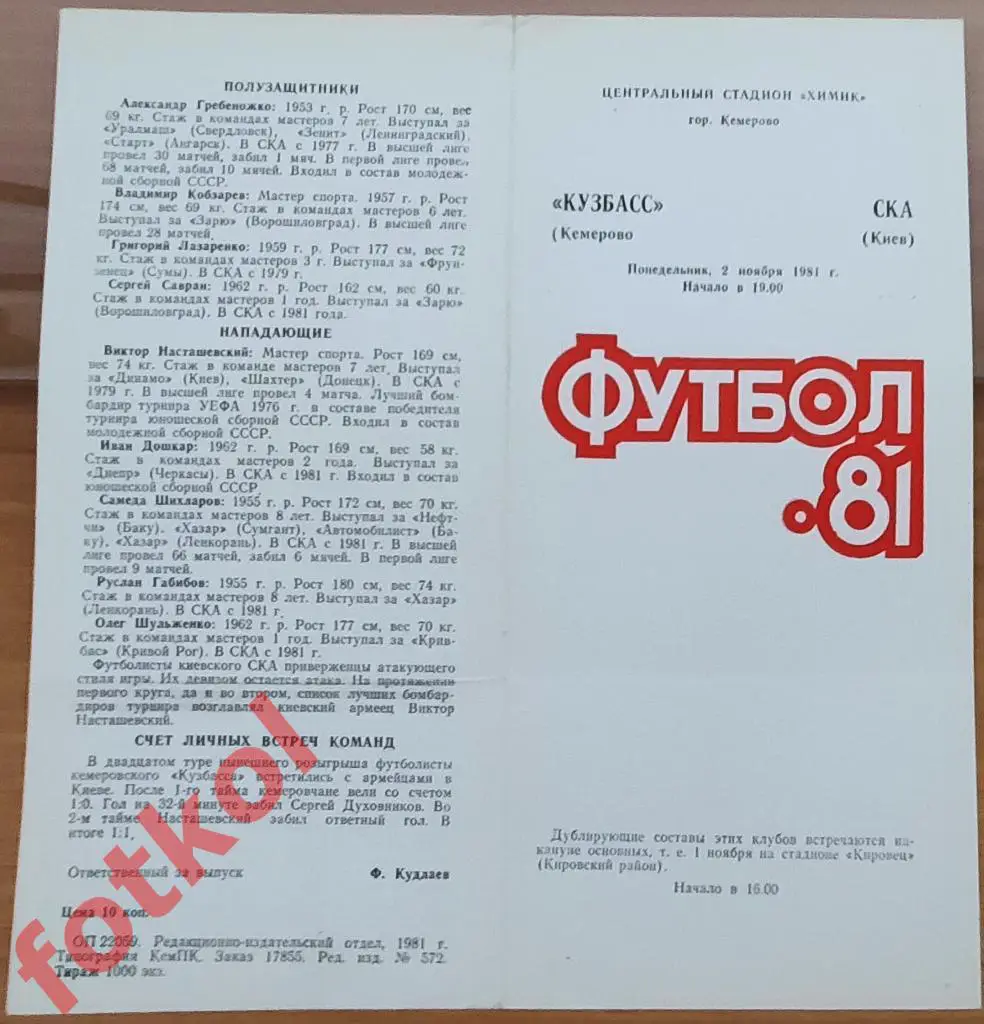 ПОЛУЗАЩИТНИКИ
Александр Гребеножко: 1953 г. р. Рост 170 см, вес
69 кг. Стаж в командах мастеров 7 лет. Выступал за
«Уралмаш» (Свердловск), «Зенит» (Ленинградский).
«Старт» (Ангарск). В СКА с 1977 г. В высшей лиге
провел 30 матчей, забил 1 мяч. В первой лиге провел
68 матчей, забил 10 мячей. Входил в состав молодеж-
ной сборной СССР.
Владимир Кобзарев: Мастер спорта. 1957 г. р. Рост
174 см, вес 69 кг. Стаж в командах мастеров 6 лет.
Выступал за «Зарю» (Ворошиловград). В высшей лиге
провел 28 матчей.
Григорий Лазаренко: 1959 г. р. Рост 177 см, вес 72
кг. Стаж в командах мастеров 3 г. Выступал за «Фрун-
зенец» (Сумы). В СКА с 1979 г.
Сергей Савран: 1962 г. р. Рост 162 см, вес 60 кг.
Стаж в командах мастеров 1 год. Выступал за «Зарю»
(Ворошиловград). В СКА с 1981 года.
НАПАДАЮЩИЕ
Виктор Насташевский: Мастер спорта. Рост 169 см,
вес 74 кг. Стаж в команде мастеров 7 лет. Выступал
за «Динамо» (Киев), «Шахтер» (Донецк). В СКА с
1979 г. В высшей лиге провел 4 матча. Лучший бом-
бардир турнира УЕФА 1976 г. в составе победителя
турнира юношеской сборной СССР. Входил в состав
молодежной сборной СССР.
Иван Дошкар: 1962 г. р. Рост 169 см, вес 58 кг.
Стаж в командах мастеров 2 года. Выступал за
«Днепр» (Черкасы). В СКА с 1981 г. Входил в состав
юношеской сборной СССР.
Самеда Шихларов: 1955 г. р. Рост 172 см, вес 70 кг.
Стаж в командах мастеров 8 лет. Выступал за «Нефт-
чи» (Баку). «Хазар» (Сумгаит), «Автомобилист» (Ба-
ку), «Хазар» (Ленкорань). В СКА с 1981 г. В высшей
лиге провел 66 матчей, забил 6 мячей. В первой лиге
провел 9 матчей.
Руслан Габибов: 1955 г. р. Рост 180 см, вес 74 кг.
Стаж в командах мастеров 8 лет. Выступал за «Хазар»
(Ленкорань). В СКА с 1981 г.
Олег Шульженко: 1962 г. р. Рост 177 см, вес 70 кг.
Стаж в командах мастеров 1 год. Выступал за «Крив-
бас» (Кривой Рог). В СКА с 1981 г.
Футболисты киевского СКА приверженцы атакующего
стиля игры. Их девизом остается атака. На протяжении
первого круга, да и во втором, список лучших бомбар-
диров турнира возглавлял киевский армеец Виктор
Насташевский.
СЧЕТ ЛИЧНЫХ ВСТРЕЧ КОМАНД
В двадцатом туре нынешнего розыгрыша футболисты
кемеровского «Кузбасса» встретились с армейцами в
Киеве. После 1-го тайма кемеровчане вели со счетом
1:0. Гол на 32-й минуте забил Сергей Духовников. Во
2-м тайме Насташевский забил ответный гол. В
итоге 1:1.
Ответственный за выпуск Ф. Кудлаев
Цена 10 коп.
ОП 22059. Редакционно-издательский отдел, 1981 г.
Типография КемПК. Заказ 17855. Ред. изд. № 572.
Тираж 1000 экз.
ЦЕНТРАЛЬНЫЙ СТАДИОН «ХИМИК»
гор. Кемерово
«КУЗБАСС» СКА
(Кемерово (Киев)
Понедельник, 2 ноября 1981 г.
Начало в 19.00
ФУТБОЛ
81
Дублирующие составы этих клубов встречаются на-
кануне основных, т. е. 1 ноября на стадионе «Кировец»
(Кировский район).
Начало в 16.00
fotkol